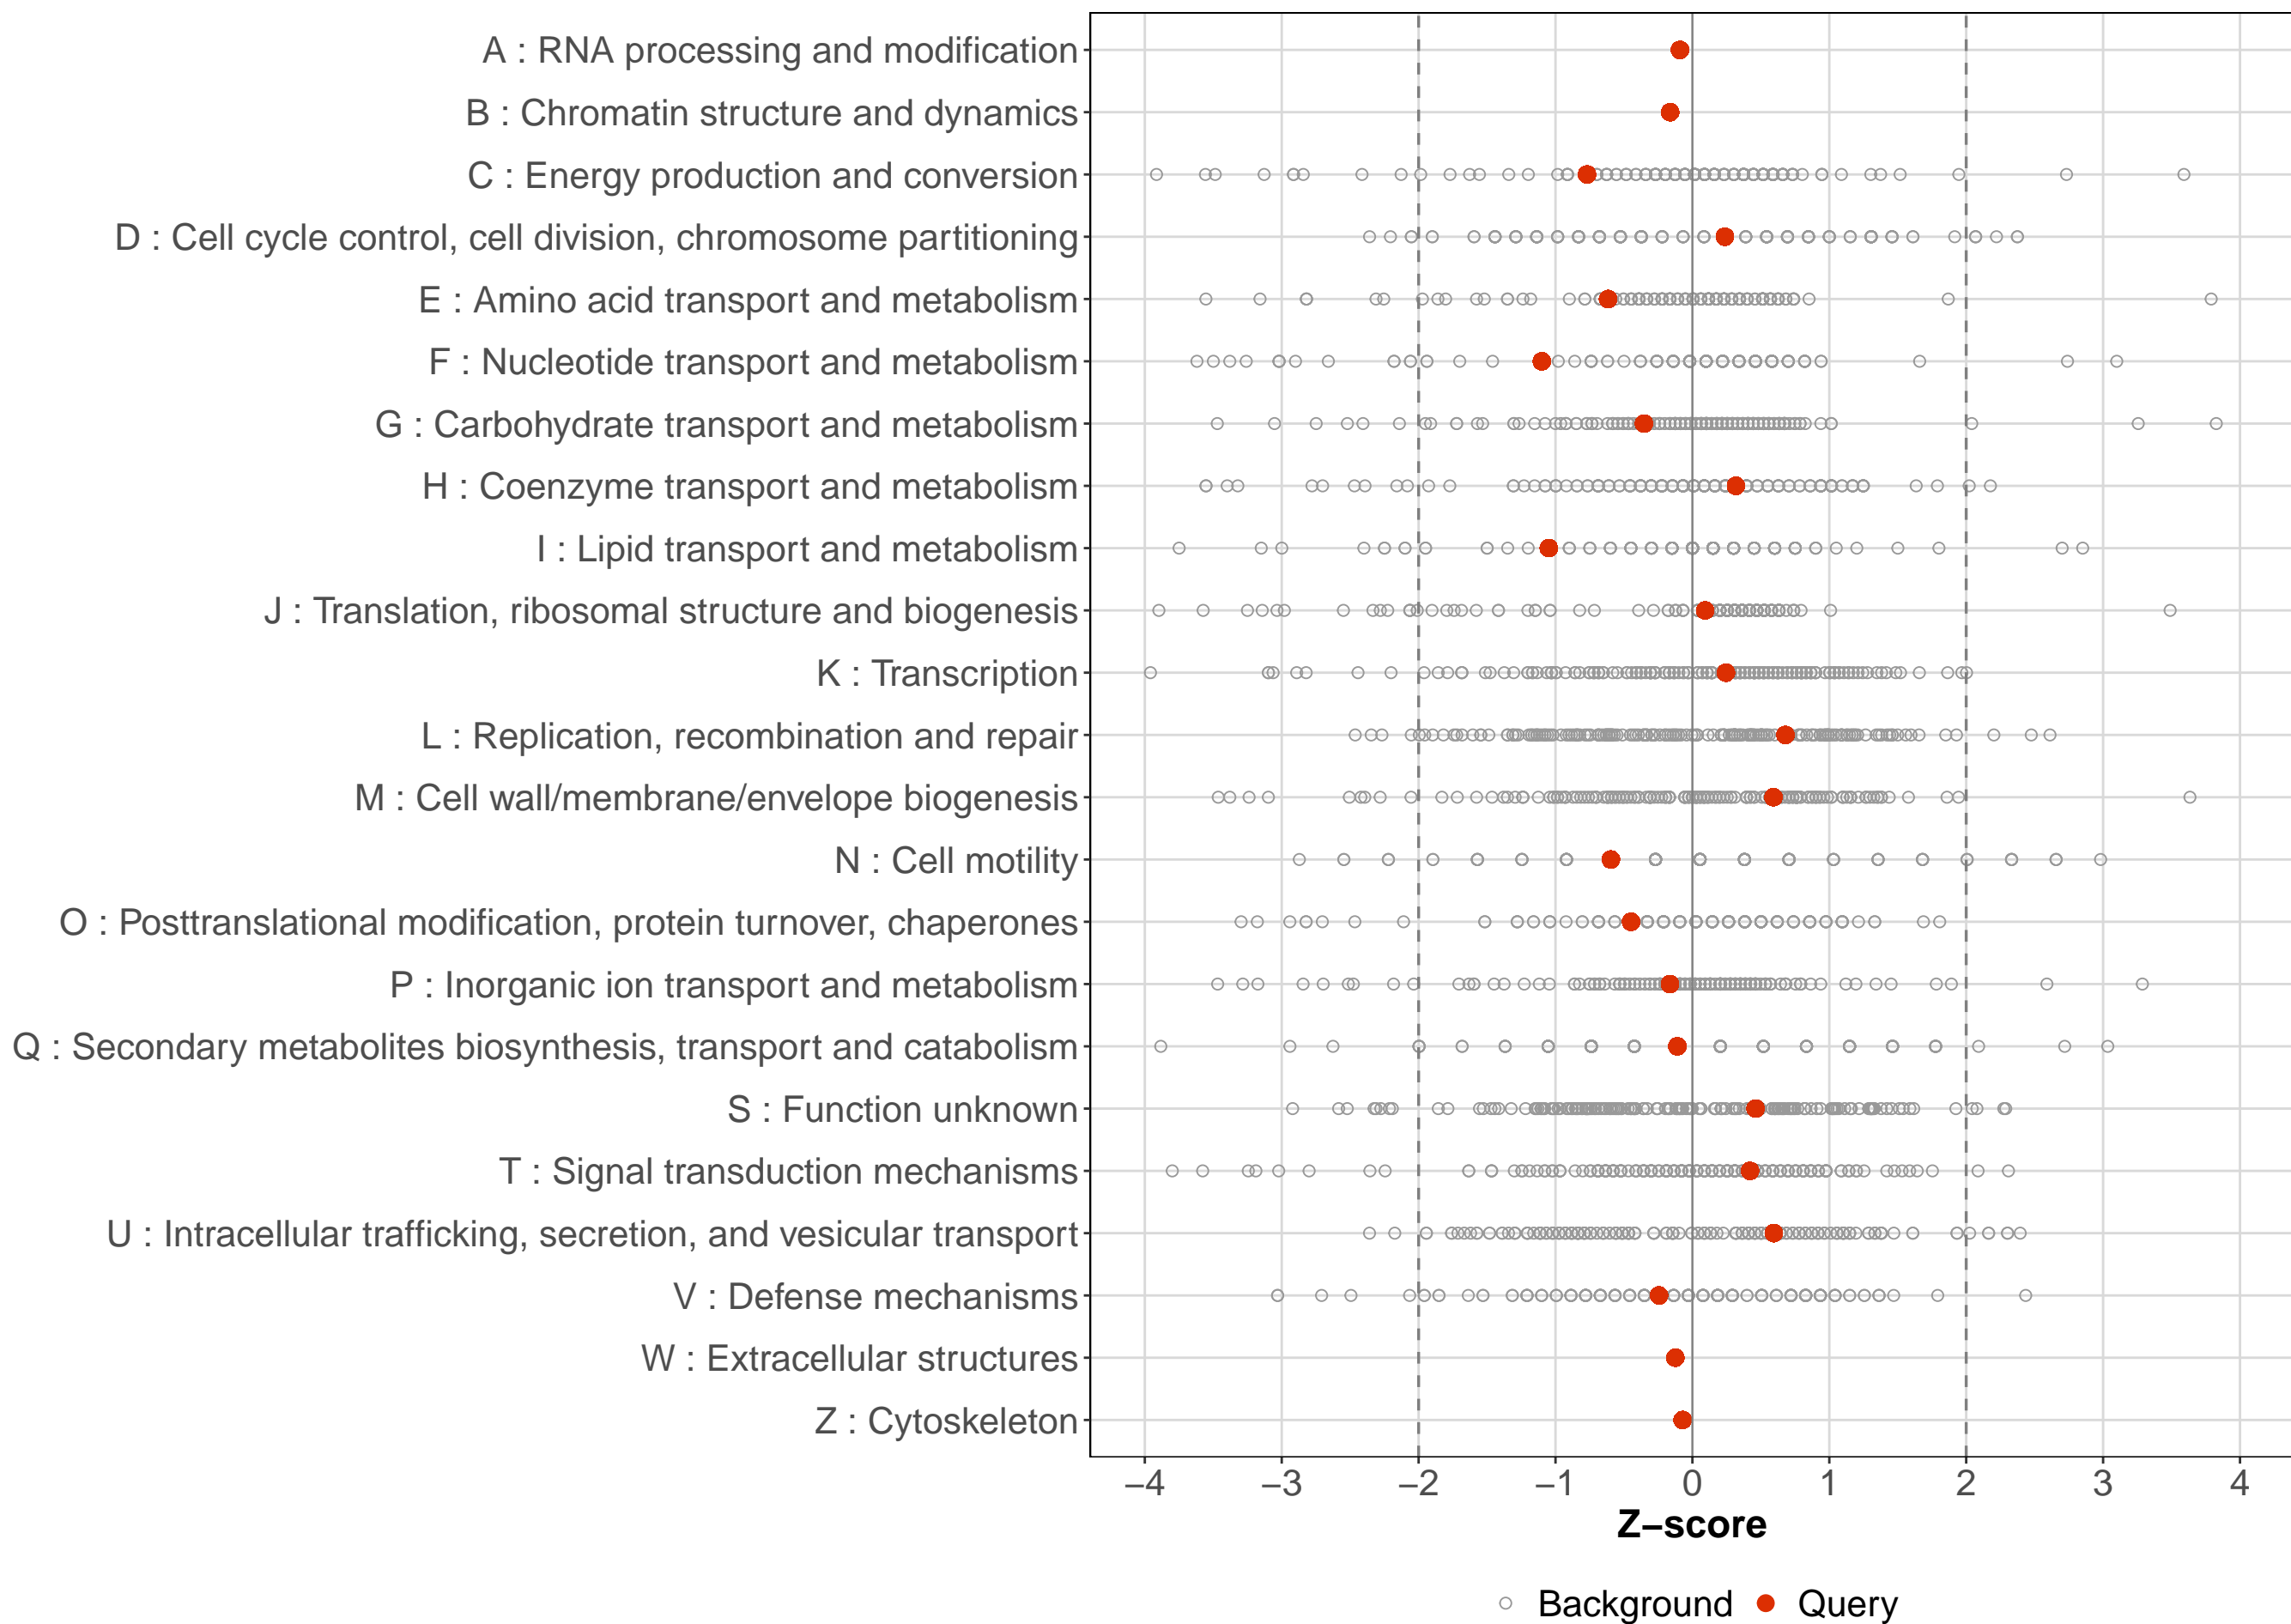 A : RNA processing and modification
B : Chromatin structure and dynamics
C : Energy production and conversion
D : Cell cycle control, cell division, chromosome partitioning
E : Amino acid transport and metabolism
F : Nucleotide transport and metabolism
G : Carbohydrate transport and metabolism
H : Coenzyme transport and metabolism
I : Lipid transport and metabolism
J : Translation, ribosomal structure and biogenesis
K : Transcription
L : Replication, recombination and repair
M : Cell wall/membrane/envelope biogenesis
N : Cell motility
O : Posttranslational modification, protein turnover, chaperones
P : Inorganic ion transport and metabolism
Q : Secondary metabolites biosynthesis, transport and catabolism
S : Function unknown
T : Signal transduction mechanisms
U : Intracellular trafficking, secretion, and vesicular transport
V : Defense mechanisms
W : Extracellular structures
Z : Cytoskeleton
−4 −3 −2 −1 0 1 2 3 4
Z−score
Background Query